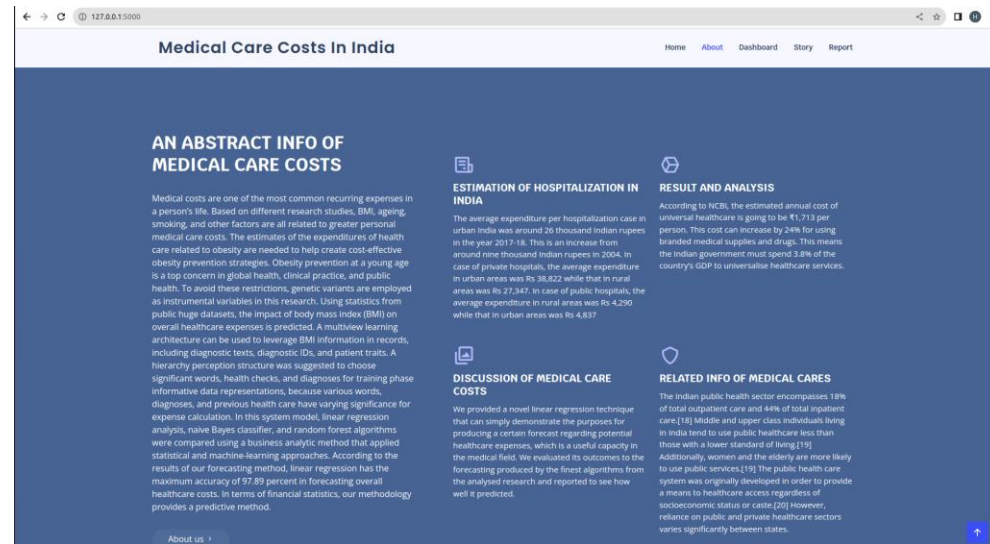 127.0.0.1:5000
H
Medical Care Costs In India
Home About Dashboard Story Report
AN ABSTRACT INFO OF
MEDICAL CARE COSTS
Medical costs are one of the most common recurring expenses in
a person's life. Based on different research studies, BMI, ageing,
smoking, and other factors are all related to greater personal
medical care costs. The estimates of the expenditures of health
care related to obesity are needed to help create cost-effective
obesity prevention strategies. Obesity prevention at a young age
is a top concern in global health, clinical practice, and public
health. To avoid these restrictions, genetic variants are employed
as instrumental variables in this research. Using statistics from
public huge datasets, the impact of body mass index (BMI) on
overall healthcare expenses is predicted. A multiview learning
architecture can be used to leverage BMI information in records,
including diagnostic texts, diagnostic IDs, and patient traits. A
hierarchy perception structure was suggested to choose
significant words, health checks, and diagnoses for training phase
informative data representations, because various words,
diagnoses, and previous health care have varying significance for
expense calculation. In this system model, linear regression
analysis, naive Bayes classifier, and random forest algorithms
were compared using a business analytic method that applied
statistical and machine-learning approaches. According to the
results of our forecasting method, linear regression has the
maximum accuracy of 97.89 percent in forecasting overall
healthcare costs. In terms of financial statistics, our methodology
provides a predictive method.
About us
ESTIMATION OF HOSPITALIZATION IN
INDIA
The average expenditure per hospitalization case in
urban India was around 26 thousand Indian rupees
in the year 2017-18. This is an increase from
around nine thousand Indian rupees in 2004. In
case of private hospitals, the average expenditure
in urban areas was Rs 38,822 while that in rural
areas was Rs 27,347. In case of public hospitals, the
average expenditure in rural areas was Rs 4,290
while that in urban areas was Rs 4,837
RESULT AND ANALYSIS
According to NCBI, the estimated annual cost of
universal healthcare is going to be ₹1,713 per
person. This cost can increase by 24% for using
branded medical supplies and drugs. This means
the Indian government must spend 3.8% of the
country's GDP to universalise healthcare services.
DISCUSSION OF MEDICAL CARE
COSTS
We provided a novel linear regression technique
that can simply demonstrate the purposes for
producing a certain forecast regarding potential
healthcare expenses, which is a useful capacity in
the medical field. We evaluated its outcomes to the
forecasting produced by the finest algorithms from
the analysed research and reported to see how
well it predicted.
RELATED INFO OF MEDICAL CARES
The Indian public health sector encompasses 18%
of total outpatient care and 44% of total inpatient
care.[18] Middle and upper class individuals living
in India tend to use public healthcare less than
those with a lower standard of living.[19]
Additionally, women and the elderly are more likely
to use public services.[19] The public health care
system was originally developed in order to provide
a means to healthcare access regardless of
socioeconomic status or caste.[20] However,
reliance on public and private healthcare sectors
varies significantly between states.